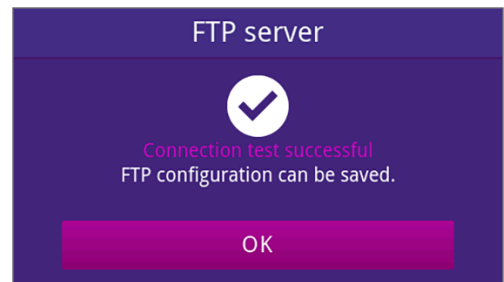 FTP server
Connection test successful
FTP configuration can be saved.
OK